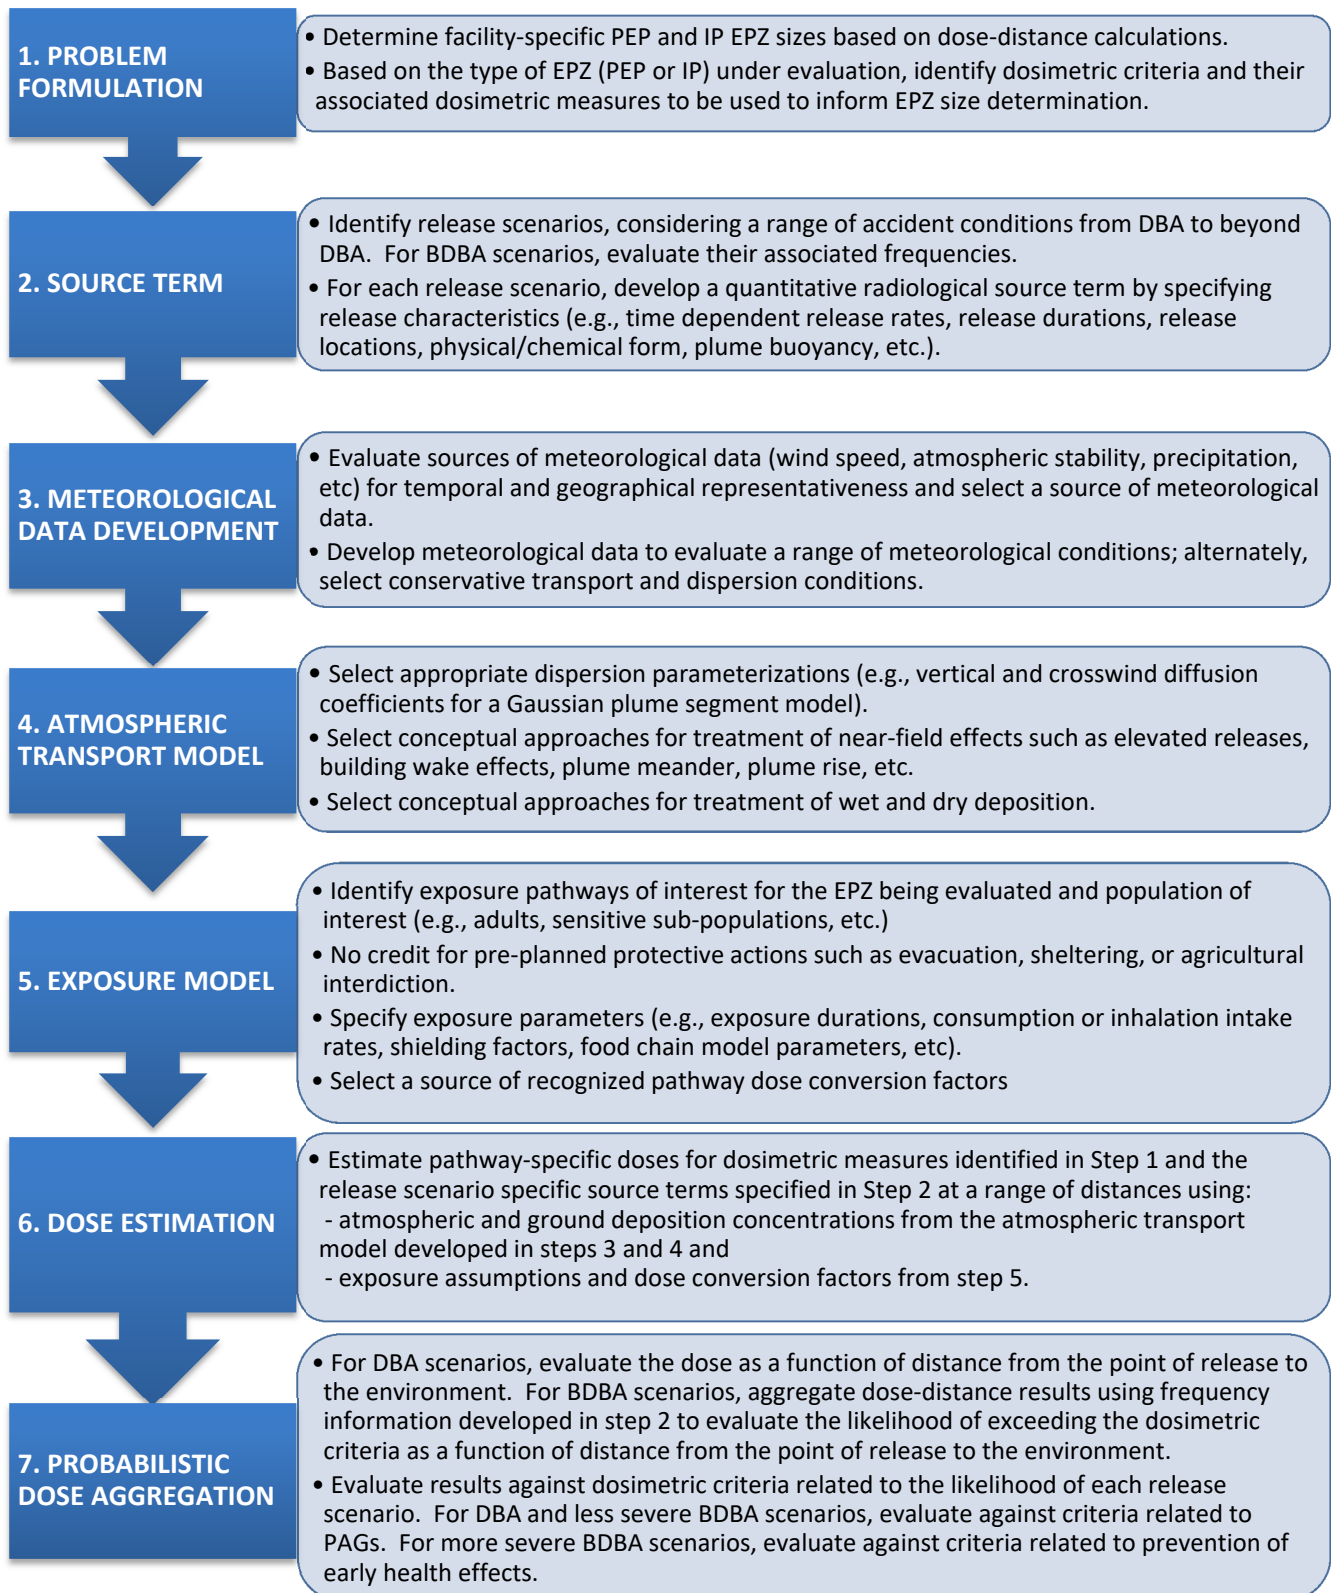 1. PROBLEM
FORMULATION
• Determine facility-specific PEP and IP EPZ sizes based on dose-distance calculations.
• Based on the type of EPZ (PEP or IP) under evaluation, identify dosimetric criteria and their
associated dosimetric measures to be used to inform EPZ size determination.
2. SOURCE TERM
• Identify release scenarios, considering a range of accident conditions from DBA to beyond
DBA. For BDBA scenarios, evaluate their associated frequencies.
• For each release scenario, develop a quantitative radiological source term by specifying
release characteristics (e.g., time dependent release rates, release durations, release
locations, physical/chemical form, plume buoyancy, etc.).
3. METEOROLOGICAL
DATA DEVELOPMENT
• Evaluate sources of meteorological data (wind speed, atmospheric stability, precipitation,
etc) for temporal and geographical representativeness and select a source of meteorological
data.
• Develop meteorological data to evaluate a range of meteorological conditions; alternately,
select conservative transport and dispersion conditions.
4. ATMOSPHERIC
TRANSPORT MODEL
• Select appropriate dispersion parameterizations (e.g., vertical and crosswind diffusion
coefficients for a Gaussian plume segment model).
• Select conceptual approaches for treatment of near-field effects such as elevated releases,
building wake effects, plume meander, plume rise, etc.
• Select conceptual approaches for treatment of wet and dry deposition.
5. EXPOSURE MODEL
• Identify exposure pathways of interest for the EPZ being evaluated and population of
interest (e.g., adults, sensitive sub-populations, etc.)
• No credit for pre-planned protective actions such as evacuation, sheltering, or agricultural
interdiction.
• Specify exposure parameters (e.g., exposure durations, consumption or inhalation intake
rates, shielding factors, food chain model parameters, etc).
• Select a source of recognized pathway dose conversion factors
6. DOSE ESTIMATION
• Estimate pathway-specific doses for dosimetric measures identified in Step 1 and the
release scenario specific source terms specified in Step 2 at a range of distances using:
- atmospheric and ground deposition concentrations from the atmospheric transport
model developed in steps 3 and 4 and
- exposure assumptions and dose conversion factors from step 5.
7. PROBABILISTIC
DOSE AGGREGATION
• For DBA scenarios, evaluate the dose as a function of distance from the point of release to
the environment. For BDBA scenarios, aggregate dose-distance results using frequency
information developed in step 2 to evaluate the likelihood of exceeding the dosimetric
criteria as a function of distance from the point of release to the environment.
• Evaluate results against dosimetric criteria related to the likelihood of each release
scenario. For DBA and less severe BDBA scenarios, evaluate against criteria related to
PAGs. For more severe BDBA scenarios, evaluate against criteria related to prevention of
early health effects.